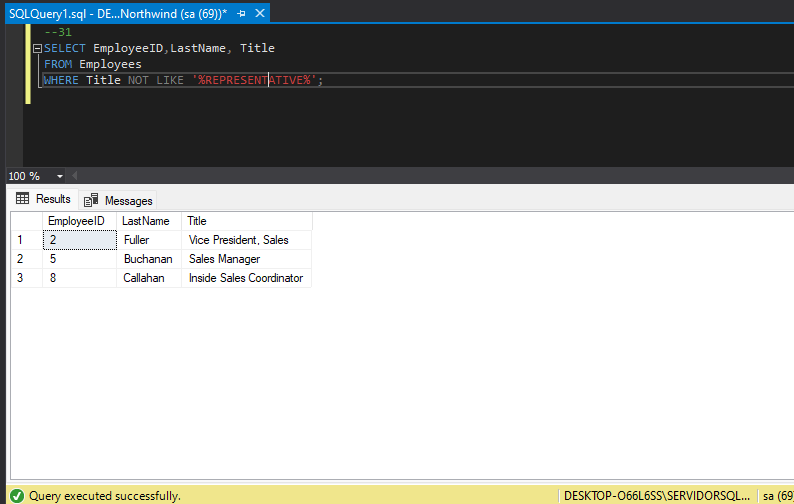 SQLQuery1.sql - DE...Northwind (sa (69))*
--31
SELECT EmployeeID,LastName, Title
FROM Employees
WHERE Title NOT LIKE '%REPRESENTATIVE%';
100 %
Results Messages
EmployeeID LastName Title
1 2 Fuller Vice President, Sales
2 5 Buchanan Sales Manager
3 8 Callahan Inside Sales Coordinator
Query executed successfully. DESKTOP-O66L6SS\SERVIDORSQL... sa (69)